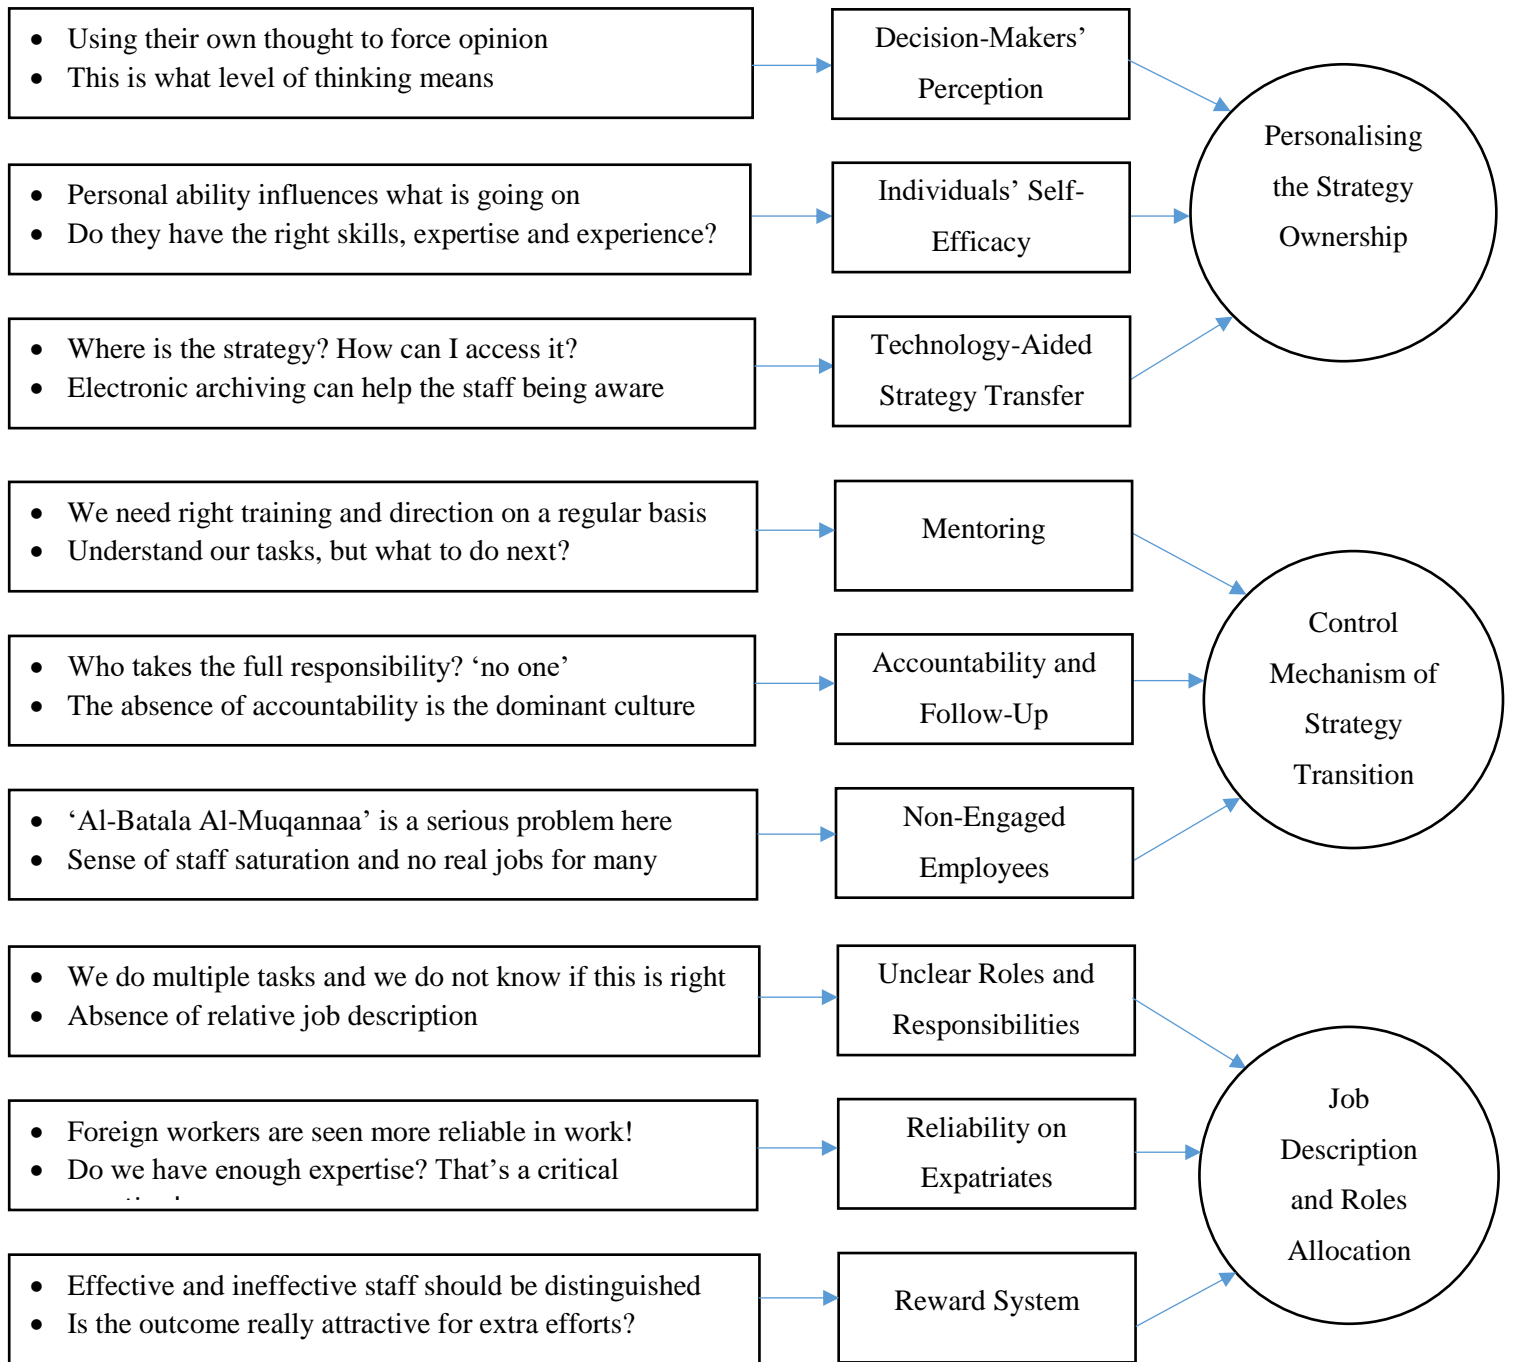 • Using their own thought to force opinion
• This is what level of thinking means
Decision-Makers’
Perception
• Personal ability influences what is going on
• Do they have the right skills, expertise and experience?
Individuals’ Self-
Efficacy
• Where is the strategy? How can I access it?
• Electronic archiving can help the staff being aware
Technology-Aided
Strategy Transfer
Personalising
the Strategy
Ownership
• We need right training and direction on a regular basis
• Understand our tasks, but what to do next?
Mentoring
• Who takes the full responsibility? ‘no one’
• The absence of accountability is the dominant culture
Accountability and
Follow-Up
• ‘Al-Batala Al-Muqannaa’ is a serious problem here
• Sense of staff saturation and no real jobs for many
Non-Engaged
Employees
Control
Mechanism of
Strategy
Transition
• We do multiple tasks and we do not know if this is right
• Absence of relative job description
Unclear Roles and
Responsibilities
• Foreign workers are seen more reliable in work!
• Do we have enough expertise? That’s a critical
Reliability on
Expatriates
• Effective and ineffective staff should be distinguished
• Is the outcome really attractive for extra efforts?
Reward System
Job
Description
and Roles
Allocation